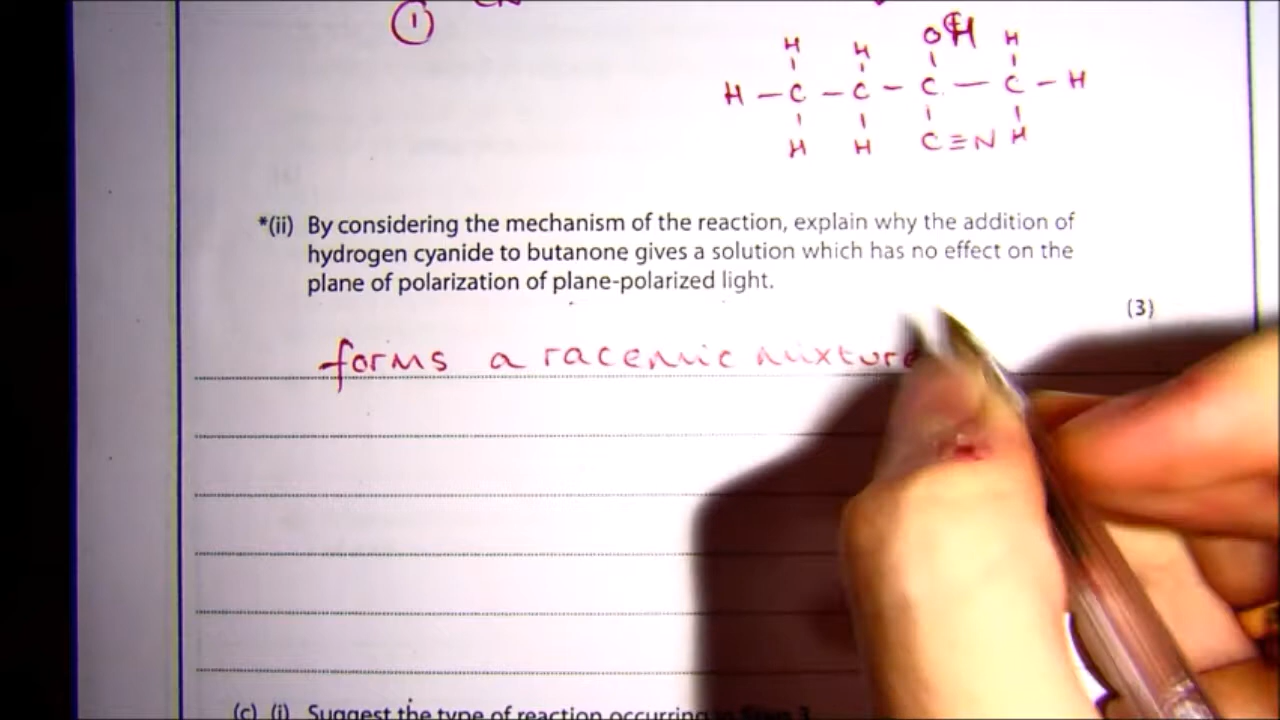 ①
H H OH H
H - C - C - C - C - H
H H C≡N H
*(ii) By considering the mechanism of the reaction, explain why the addition of
hydrogen cyanide to butanone gives a solution which has no effect on the
plane of polarization of plane-polarized light.
(3)
forms a racemic mixture
(c) (i) Suggest the type of reaction occurring in